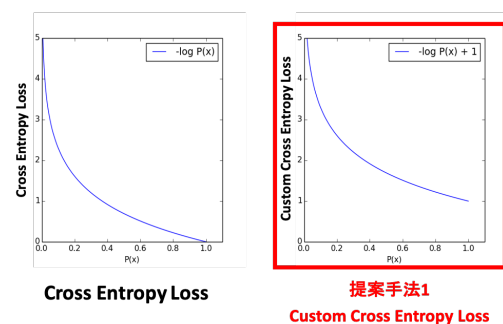 Cross Entropy Loss
5
4
3
2
1
0
0.0 0.2 0.4 0.6 0.8 1.0
P(x)
-log P(x)
Cross Entropy Loss
Custom Cross Entropy Loss
5
4
3
2
1
0
0.0 0.2 0.4 0.6 0.8 1.0
P(x)
-log P(x) + 1
提案手法1
Custom Cross Entropy Loss